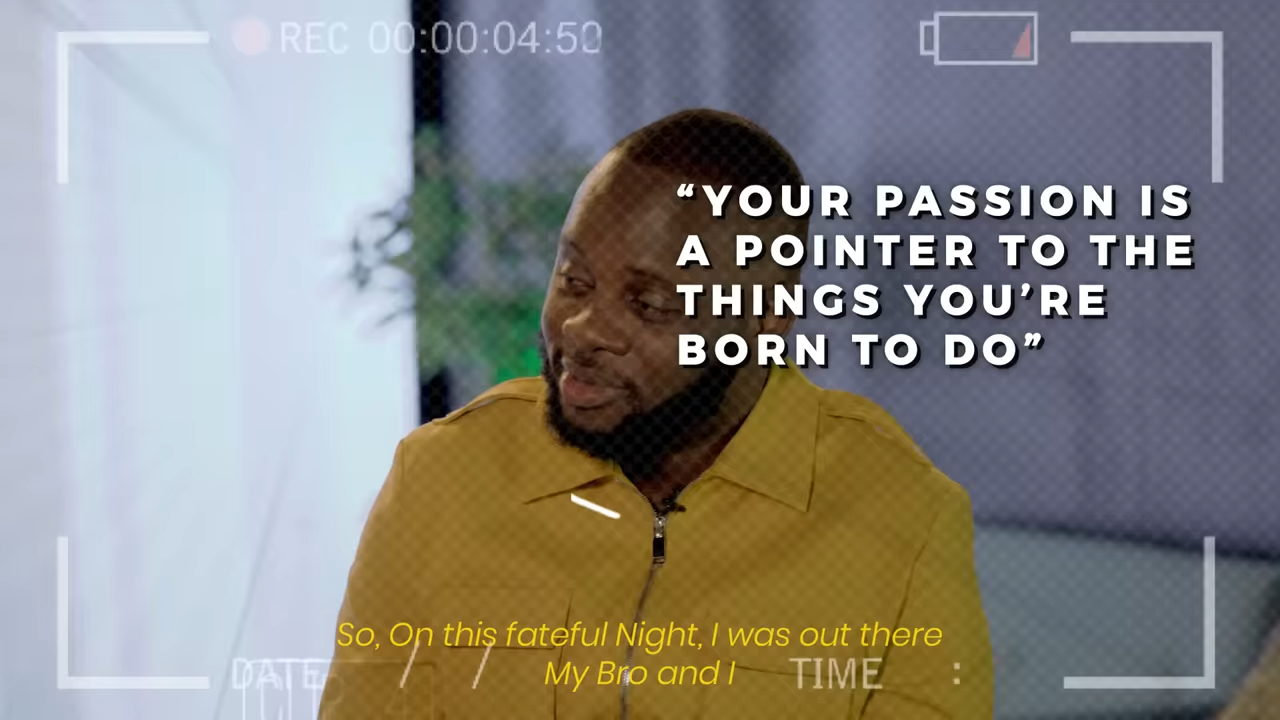 REC 00:00:04:50
“YOUR PASSION IS
A POINTER TO THE
THINGS YOU’RE
BORN TO DO”
So, On this fateful Night, I was out there
My Bro and I
DATE / / TIME :